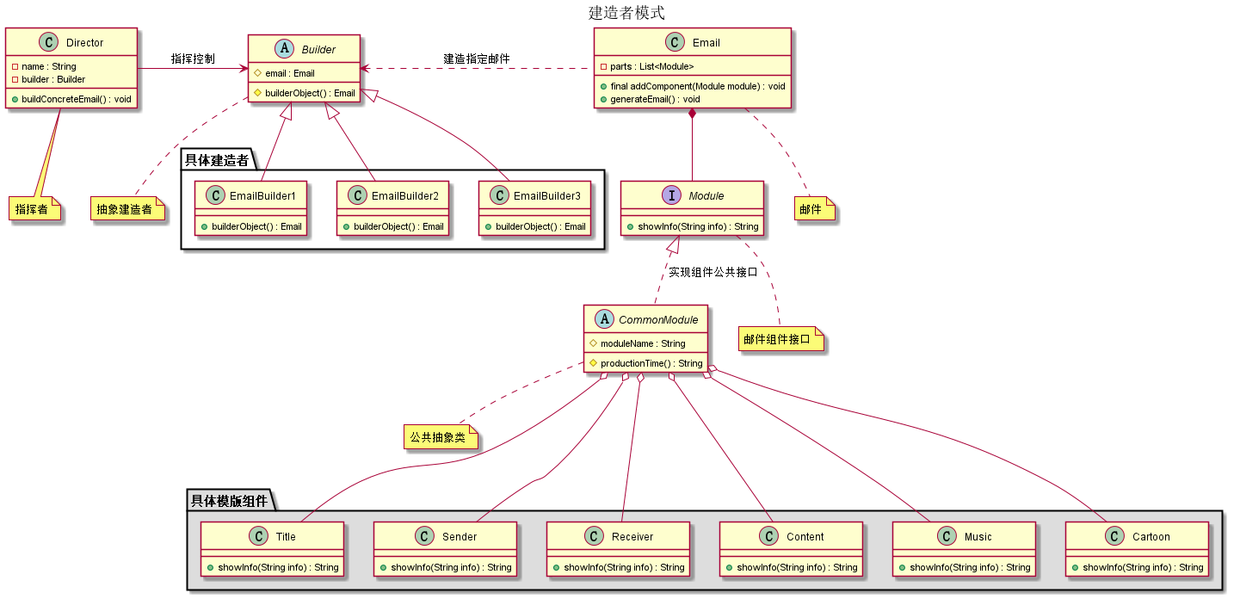 建造者模式
C Director
name : String
builder : Builder
buildConcreteEmail() : void
指挥控制
A Builder
email : Email
builderObject() : Email
建造指定邮件
C Email
parts : List<Module>
final addComponent(Module module) : void
generateEmail() : void
指挥者
抽象建造者
具体建造者
C EmailBuilder1
builderObject() : Email
C EmailBuilder2
builderObject() : Email
C EmailBuilder3
builderObject() : Email
I Module
showInfo(String info) : String
邮件
实现组件公共接口
A CommonModule
moduleName : String
productionTime() : String
邮件组件接口
公共抽象类
具体模版组件
C Title
showInfo(String info) : String
C Sender
showInfo(String info) : String
C Receiver
showInfo(String info) : String
C Content
showInfo(String info) : String
C Music
showInfo(String info) : String
C Cartoon
showInfo(String info) : String